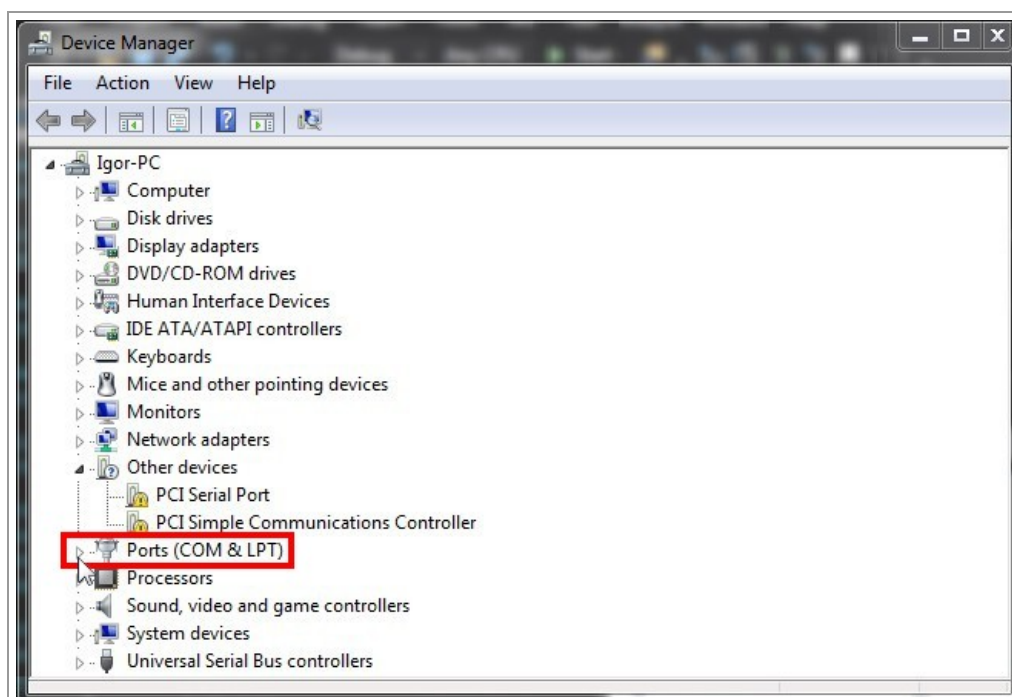 Device Manager
File Action View Help
Igor-PC
Computer
Disk drives
Display adapters
DVD/CD-ROM drives
Human Interface Devices
IDE ATA/ATAPI controllers
Keyboards
Mice and other pointing devices
Monitors
Network adapters
Other devices
PCI Serial Port
PCI Simple Communications Controller
Ports (COM & LPT)
Processors
Sound, video and game controllers
System devices
Universal Serial Bus controllers